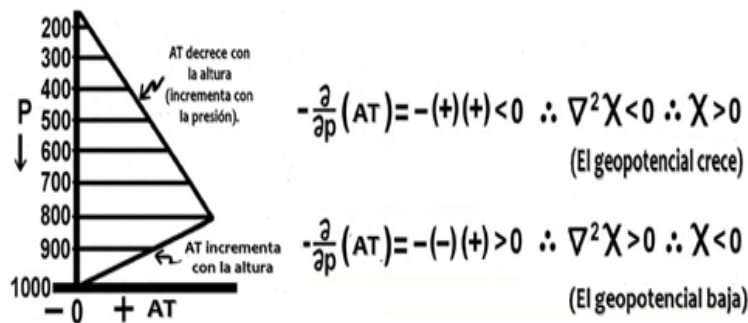 200
300
400
P 500
↓
600
700
800
900
1000
− 0 + AT
AT decrece con
la altura
(incrementa con
la presión).
AT incrementa
con la altura
-∂/∂p(AT)=-(+)(+)<0 ∴ ∇²X<0 ∴ X>0
(El geopotencial crece)
-∂/∂p(AT)=-(-)(+)>0 ∴ ∇²X>0 ∴ X<0
(El geopotencial baja)